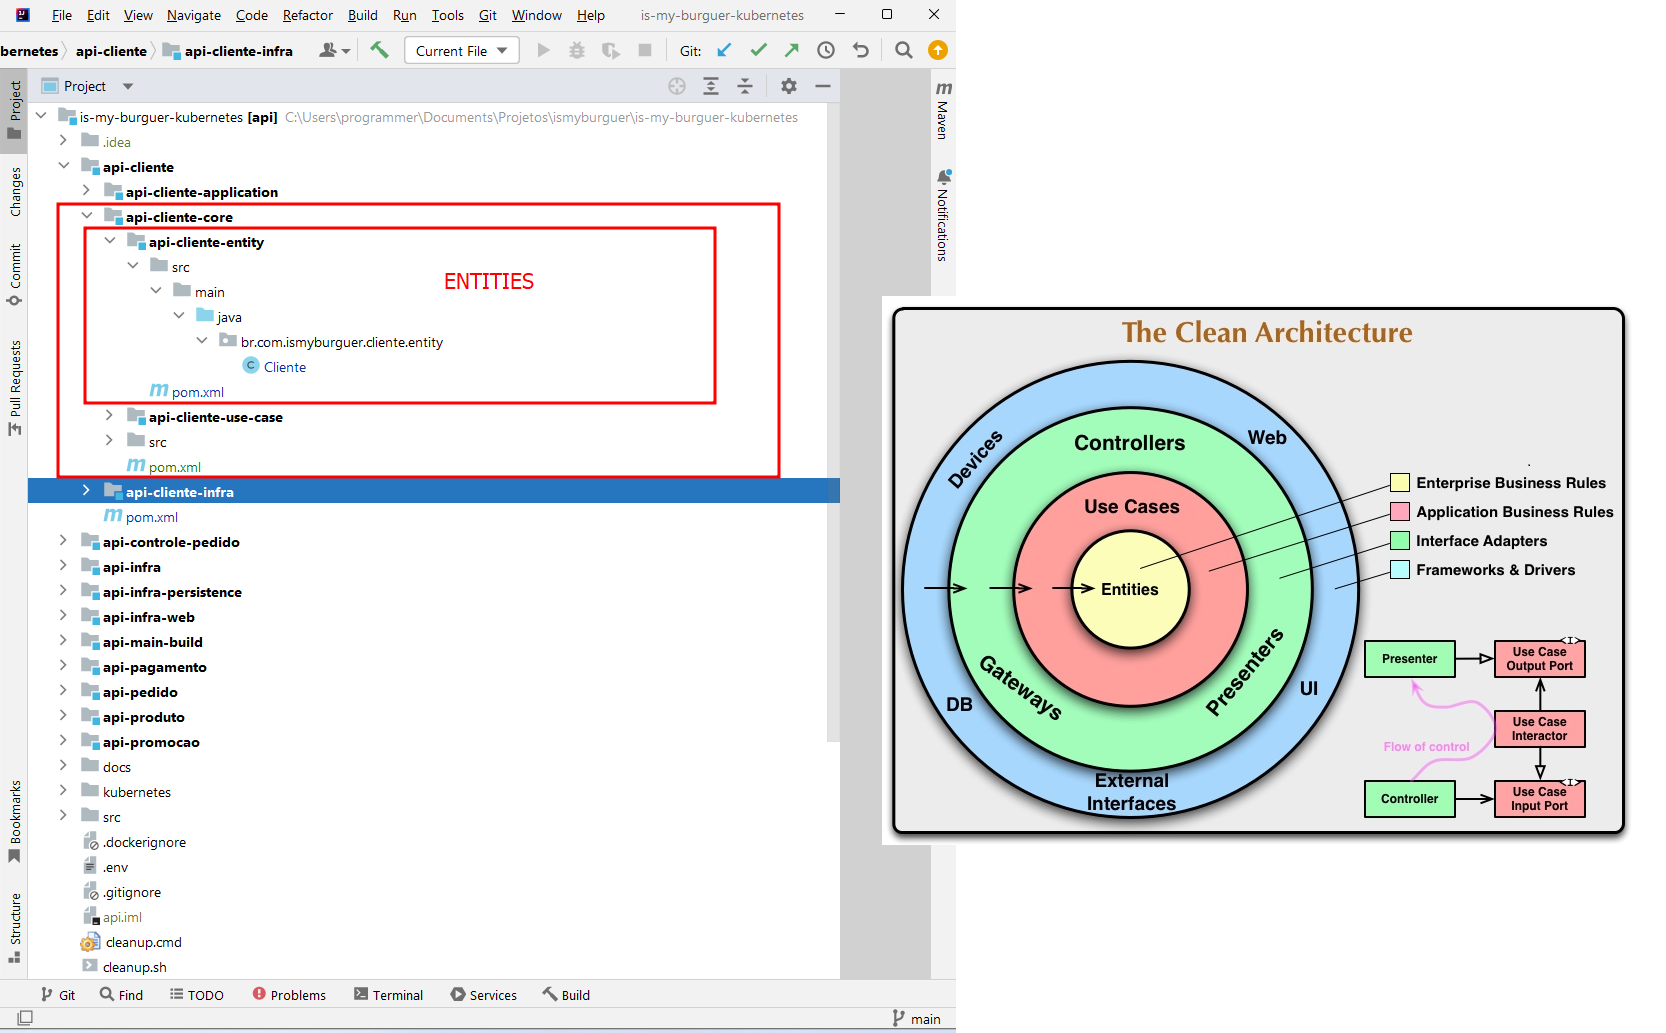 File Edit View Navigate Code Refactor Build Run Tools Git Window Help is-my-burguer-kubernetes
bernetes api-cliente api-cliente-infra Current File Git:
Project
Changes
Commit
Pull Requests
Bookmarks
Structure
Project
is-my-burguer-kubernetes [api] C:\Users\programmer\Documents\Projetos\ismyburguer\is-my-burguer-kubernetes
.idea
api-cliente
api-cliente-application
api-cliente-core
api-cliente-entity
src
ENTITIES
main
java
br.com.ismyburguer.cliente.entity
C Cliente
m pom.xml
api-cliente-use-case
src
m pom.xml
api-cliente-infra
m pom.xml
api-controle-pedido
api-infra
api-infra-persistence
api-infra-web
api-main-build
api-pagamento
api-pedido
api-produto
api-promocao
docs
kubernetes
src
.dockerignore
.env
.gitignore
api.iml
cleanup.cmd
cleanup.sh
m Maven
Notifications
Git Find TODO Problems Terminal Services Build
main
The Clean Architecture
Devices
Web
Controllers
Use Cases
Entities
Gateways
Presenters
DB
UI
External
Interfaces
Enterprise Business Rules
Application Business Rules
Interface Adapters
Frameworks & Drivers
Presenter
<I>
Use Case
Output Port
Use Case
Interactor
Flow of control
Controller
<I>
Use Case
Input Port